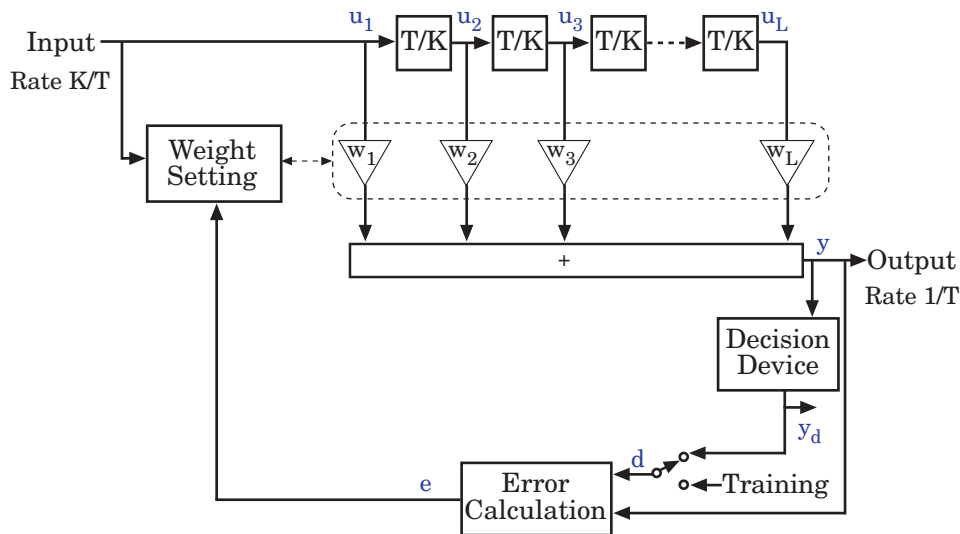 u1 u2 u3 uL
Input T/K T/K T/K T/K
Rate K/T
Weight
Setting
w1 w2 w3 wL
+
y
Output
Rate 1/T
Decision
Device
yd
d
Training
e
Error
Calculation